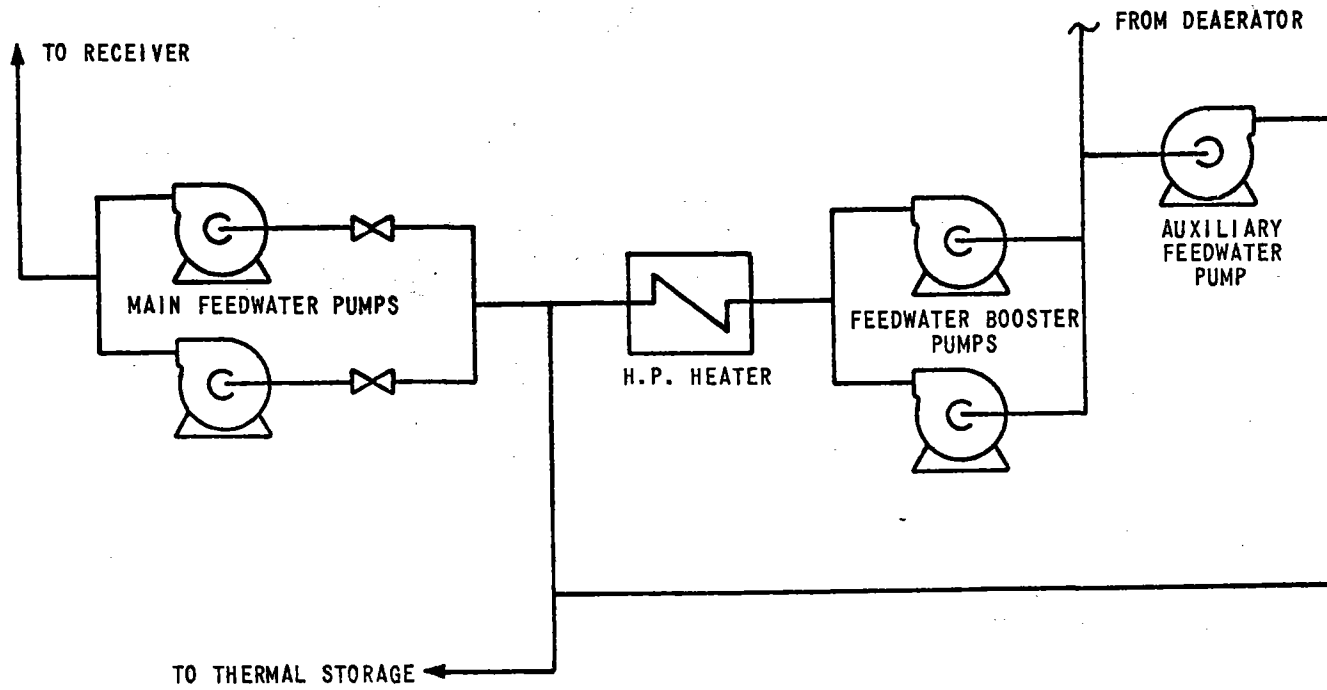 FROM DEAERATOR
TO RECEIVER
AUXILIARY
FEEDWATER
PUMP
MAIN FEEDWATER PUMPS
FEEDWATER BOOSTER
PUMPS
H.P. HEATER
TO THERMAL STORAGE